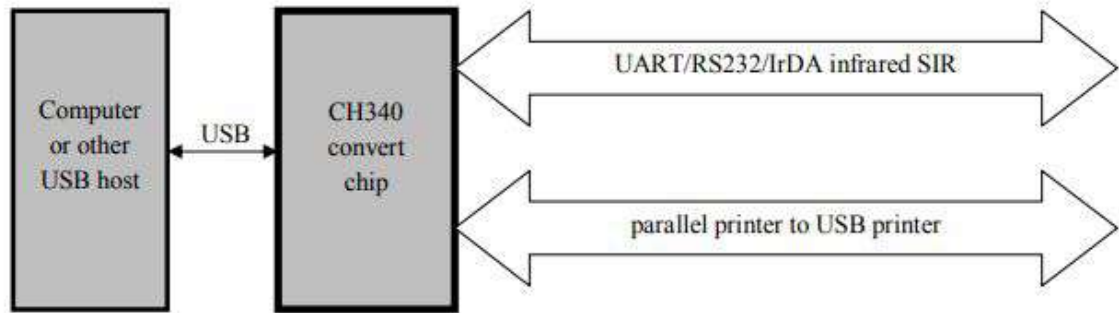 Computer
or other
USB host
USB
CH340
convert
chip
UART/RS232/IrDA infrared SIR
parallel printer to USB printer